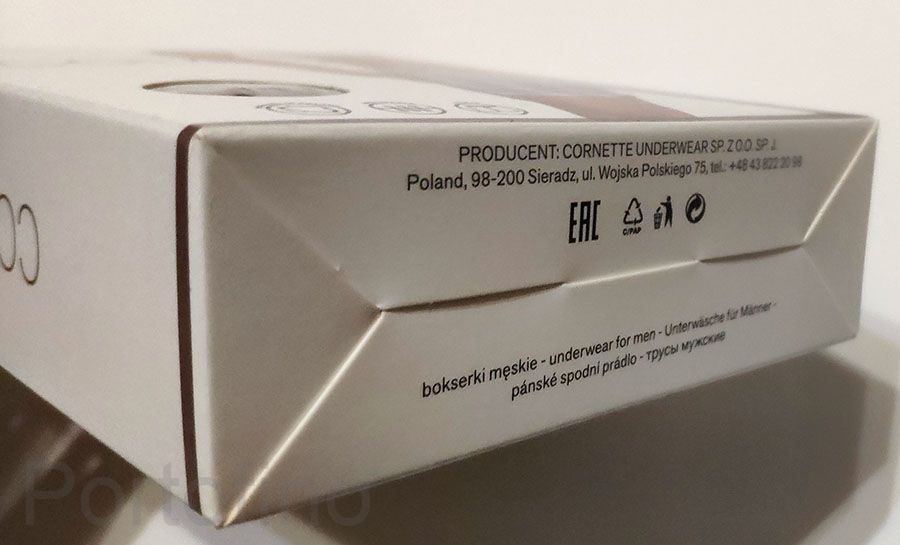 PRODUCENT: CORNETTE UNDERWEAR SP. Z O.O. SP. J.
Poland, 98-200 Sieradz, ul. Wojska Polskiego 75, tel.: +48 43 822 20 98
EAC
C/PAP
bokserki męskie - underwear for men - Unterwäsche für Männer -
pánské spodní prádlo - трусы мужские